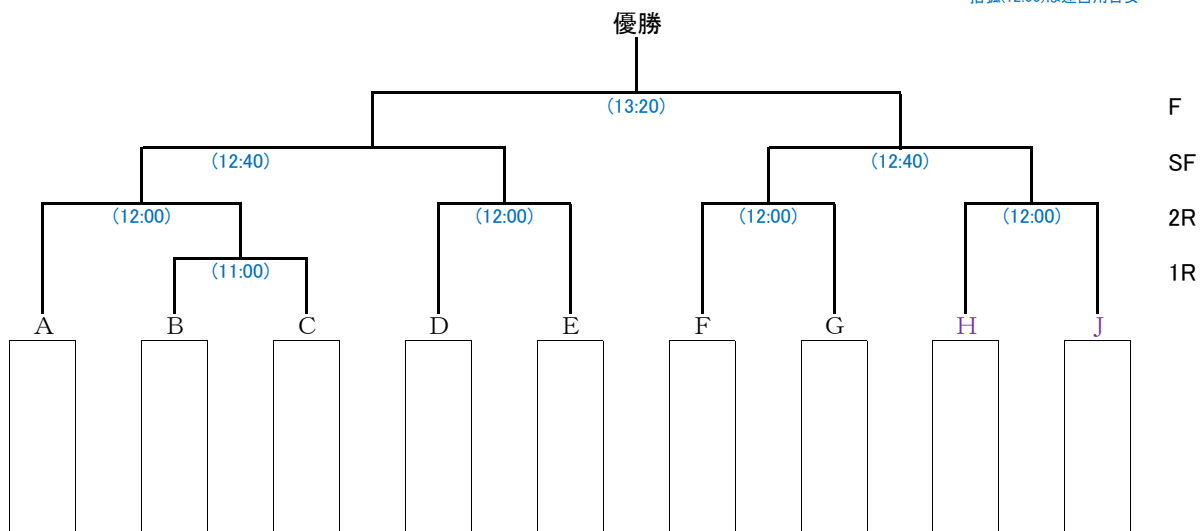 優勝
(13:20)
F
(12:40)
(12:40)
SF
(12:00)
(12:00)
(12:00)
(12:00)
2R
(11:00)
1R
A B C D E F G H J